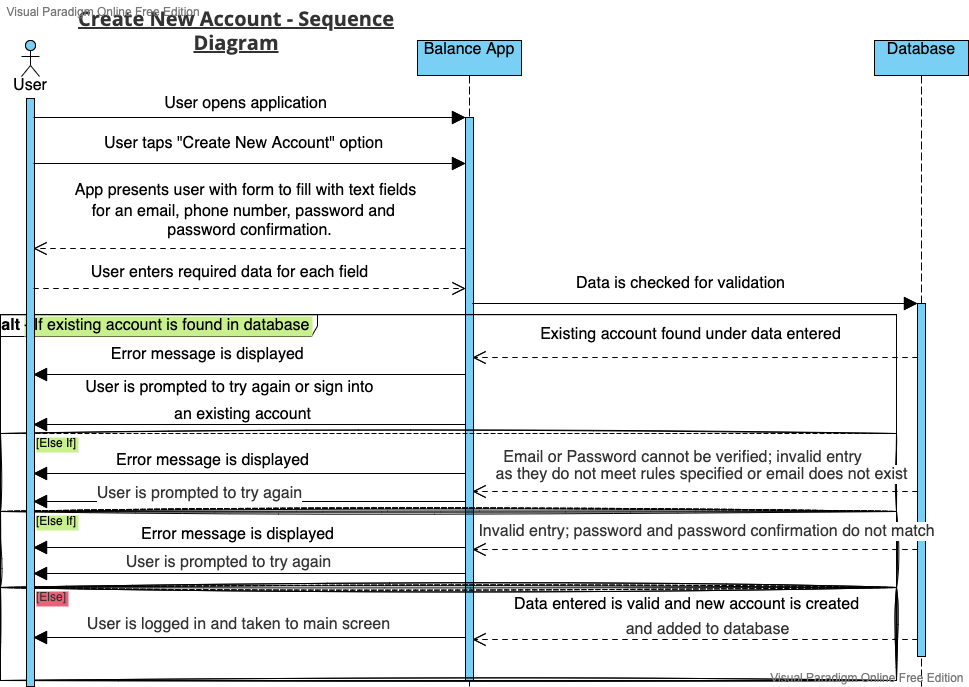 Visual Paradigm Online Free Edition
Create New Account - Sequence
Diagram
Balance App
Database
User
User opens application
User taps "Create New Account" option
App presents user with form to fill with text fields
for an email, phone number, password and
password confirmation.
User enters required data for each field
Data is checked for validation
alt - If existing account is found in database
Existing account found under data entered
Error message is displayed
User is prompted to try again or sign into
an existing account
[Else If]
Error message is displayed
Email or Password cannot be verified; invalid entry
as they do not meet rules specified or email does not exist
User is prompted to try again
[Else If]
Error message is displayed
Invalid entry; password and password confirmation do not match
User is prompted to try again
[Else]
Data entered is valid and new account is created
and added to database
User is logged in and taken to main screen
Visual Paradigm Online Free Edition